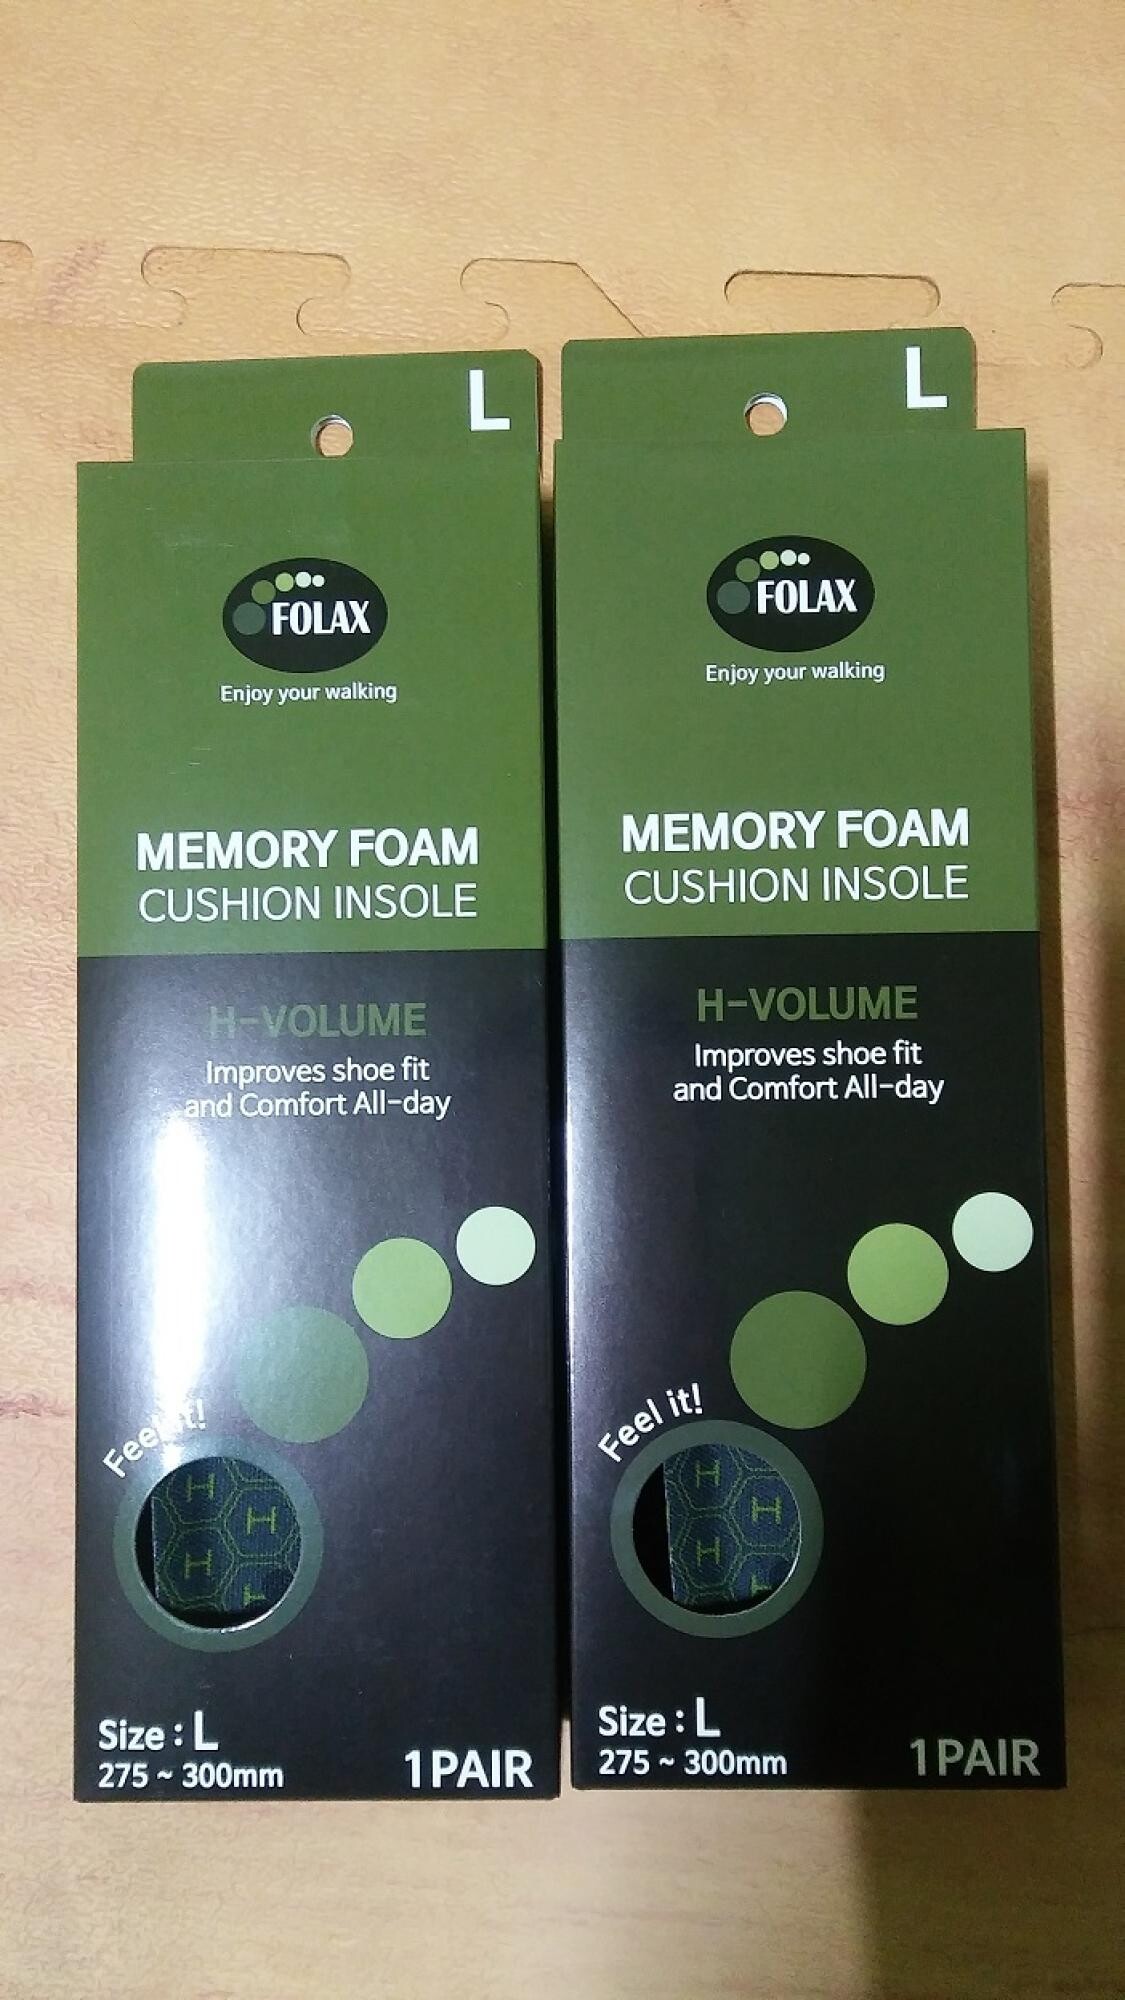 L
FOLAX
Enjoy your walking
MEMORY FOAM
CUSHION INSOLE
H-VOLUME
Improves shoe fit
and Comfort All-day
Feel it!
H
H
H
Size : L
275 ~ 300mm
1PAIR
L
FOLAX
Enjoy your walking
MEMORY FOAM
CUSHION INSOLE
H-VOLUME
Improves shoe fit
and Comfort All-day
Feel it!
H
H
H
Size : L
275 ~ 300mm
1PAIR